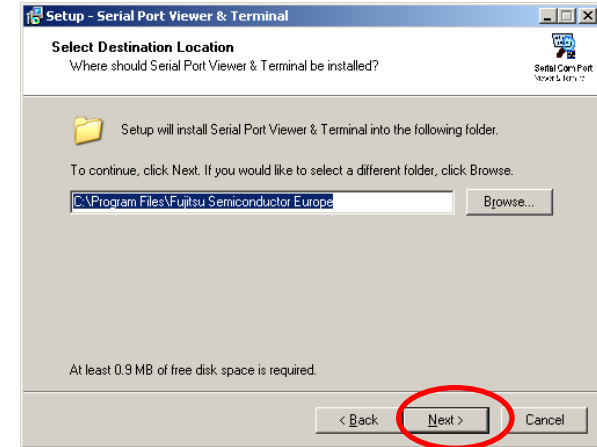 Setup - Serial Port Viewer & Terminal
Select Destination Location
Where should Serial Port Viewer & Terminal be installed?
Serial Com Port
Viewer & Terminal
Setup will install Serial Port Viewer & Terminal into the following folder.
To continue, click Next. If you would like to select a different folder, click Browse.
C:\Program Files\Fujitsu Semiconductor Europe
Browse...
At least 0.9 MB of free disk space is required.
< Back
Next >
Cancel